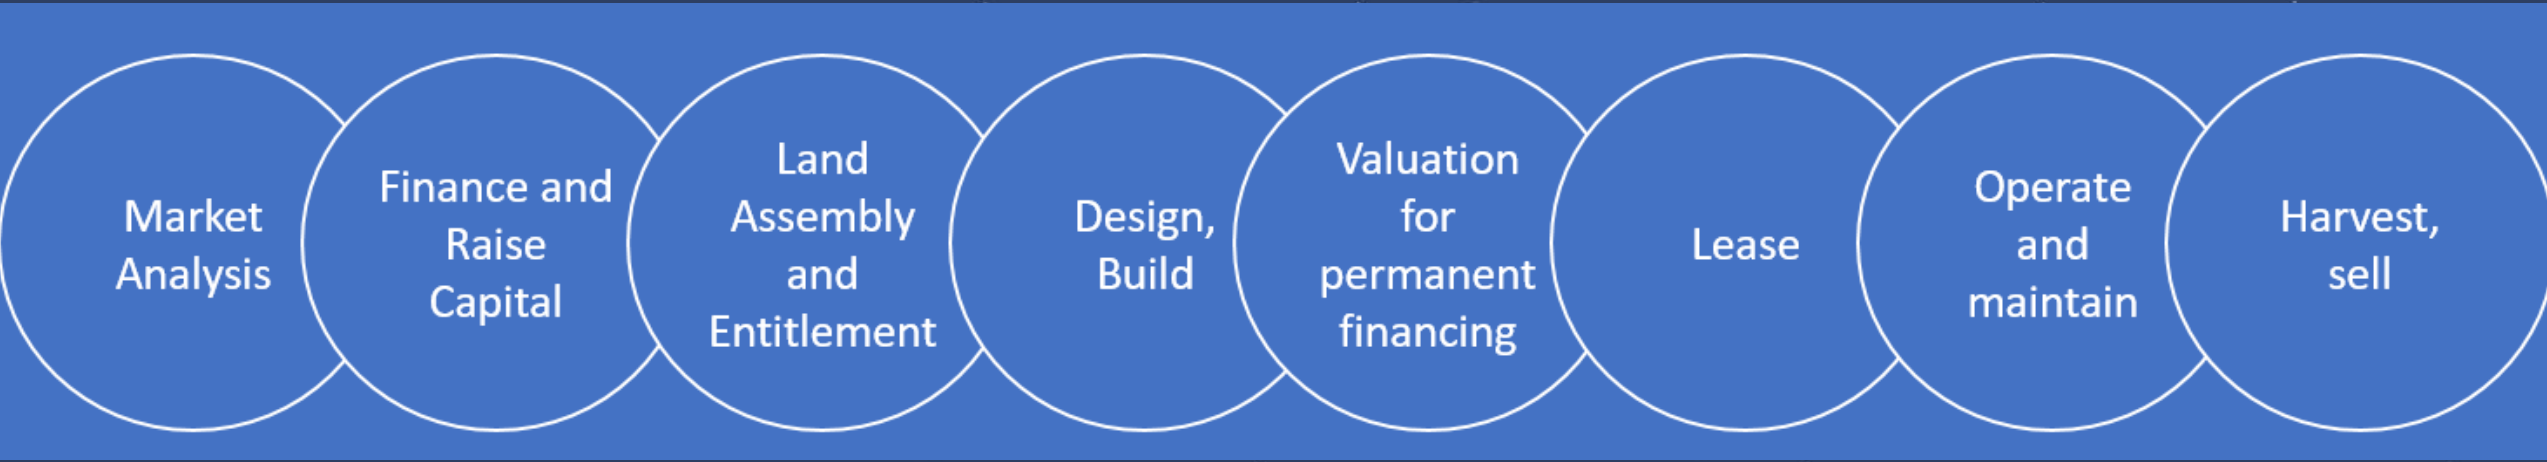 Market
Analysis
Finance and
Raise
Capital
Land
Assembly
and
Entitlement
Design,
Build
Valuation
for
permanent
financing
Lease
Operate
and
maintain
Harvest,
sell